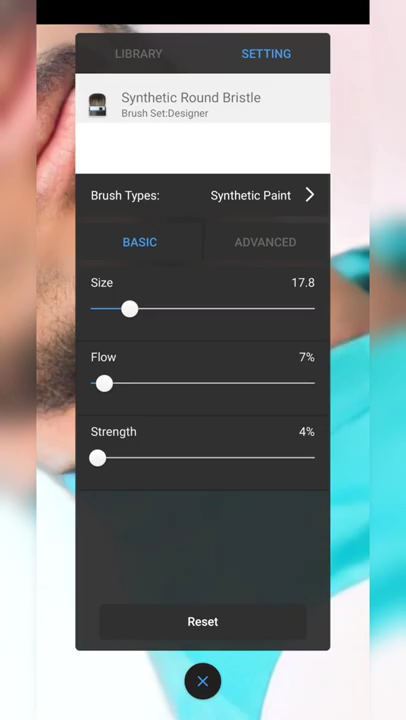 LIBRARY
SETTING
Synthetic Round Bristle
Brush Set:Designer
Brush Types:
Synthetic Paint
BASIC
ADVANCED
Size
17.8
Flow
7%
Strength
4%
Reset